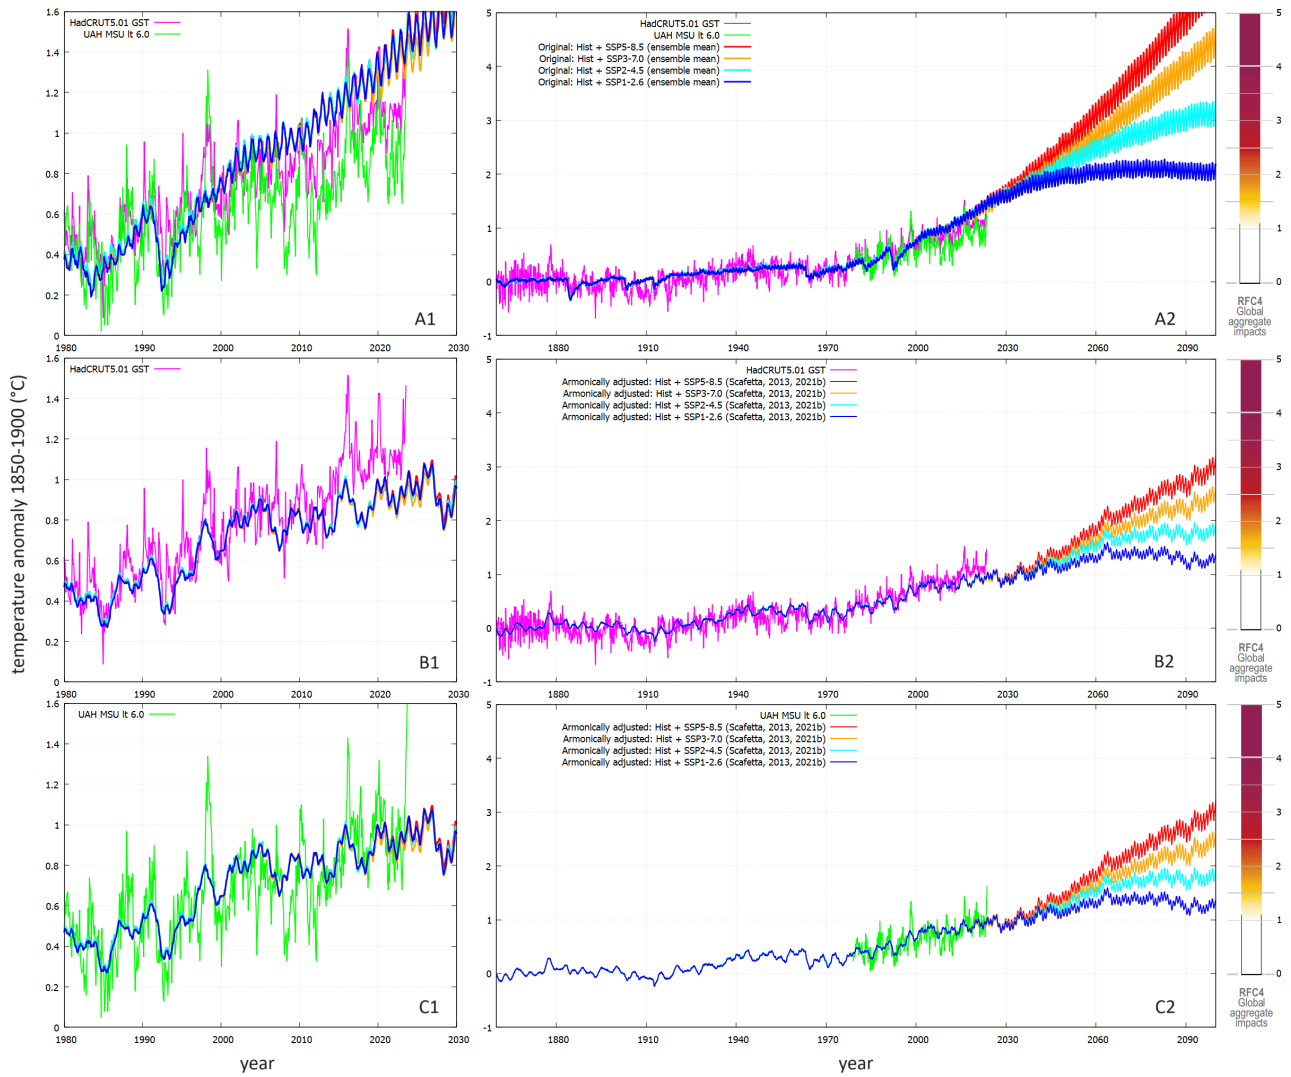 temperature anomaly 1850-1900 (°C)
HadCRUT5.01 GST
UAH MSU lt 6.0
1.6
1.4
1.2
1
0.8
0.6
0.4
0.2
0
1980 1990 2000 2010 2020 2030
A1
HadCRUT5.01 GST
UAH MSU lt 6.0
Original: Hist + SSP5-8.5 (ensemble mean)
Original: Hist + SSP3-7.0 (ensemble mean)
Original: Hist + SSP2-4.5 (ensemble mean)
Original: Hist + SSP1-2.6 (ensemble mean)
5
4
3
2
1
0
-1
1880 1910 1940 1970 2000 2030 2060 2090
A2
5
4
3
2
1
0
RFC4
Global
aggregate
impacts
HadCRUT5.01 GST
1.6
1.4
1.2
1
0.8
0.6
0.4
0.2
0
1980 1990 2000 2010 2020 2030
B1
HadCRUT5.01 GST
Armonically adjusted: Hist + SSP5-8.5 (Scafetta, 2013, 2021b)
Armonically adjusted: Hist + SSP3-7.0 (Scafetta, 2013, 2021b)
Armonically adjusted: Hist + SSP2-4.5 (Scafetta, 2013, 2021b)
Armonically adjusted: Hist + SSP1-2.6 (Scafetta, 2013, 2021b)
5
4
3
2
1
0
-1
1880 1910 1940 1970 2000 2030 2060 2090
B2
5
4
3
2
1
0
RFC4
Global
aggregate
impacts
UAH MSU lt 6.0
1.6
1.4
1.2
1
0.8
0.6
0.4
0.2
0
1980 1990 2000 2010 2020 2030
C1
year
UAH MSU lt 6.0
Armonically adjusted: Hist + SSP5-8.5 (Scafetta, 2013, 2021b)
Armonically adjusted: Hist + SSP3-7.0 (Scafetta, 2013, 2021b)
Armonically adjusted: Hist + SSP2-4.5 (Scafetta, 2013, 2021b)
Armonically adjusted: Hist + SSP1-2.6 (Scafetta, 2013, 2021b)
5
4
3
2
1
0
-1
1880 1910 1940 1970 2000 2030 2060 2090
C2
year
5
4
3
2
1
0
RFC4
Global
aggregate
impacts